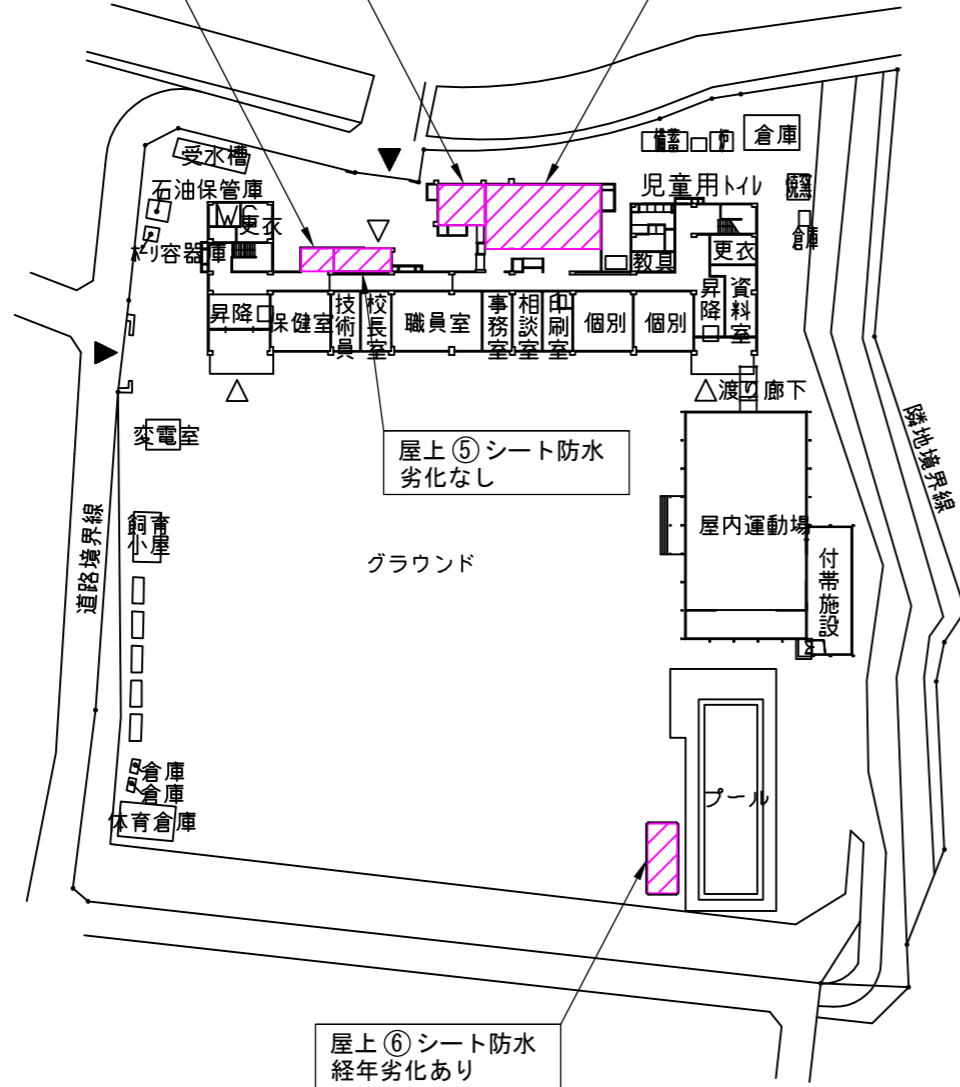 受水槽
石油保管庫
WC
更衣
ポリ容器庫
昇降口
保健室
技術員
校長室
職員室
事務室
相談室
印刷室
個別
個別
昇降口
資料室
更衣
教具
児童用トイレ
備蓄
倉庫
倉庫
渡り廊下
変電室
屋上⑤シート防水
劣化なし
隣地境界線
道路境界線
飼育
小屋
グラウンド
屋内運動場
付帯施設
倉庫
倉庫
体育倉庫
プール
屋上⑥シート防水
経年劣化あり